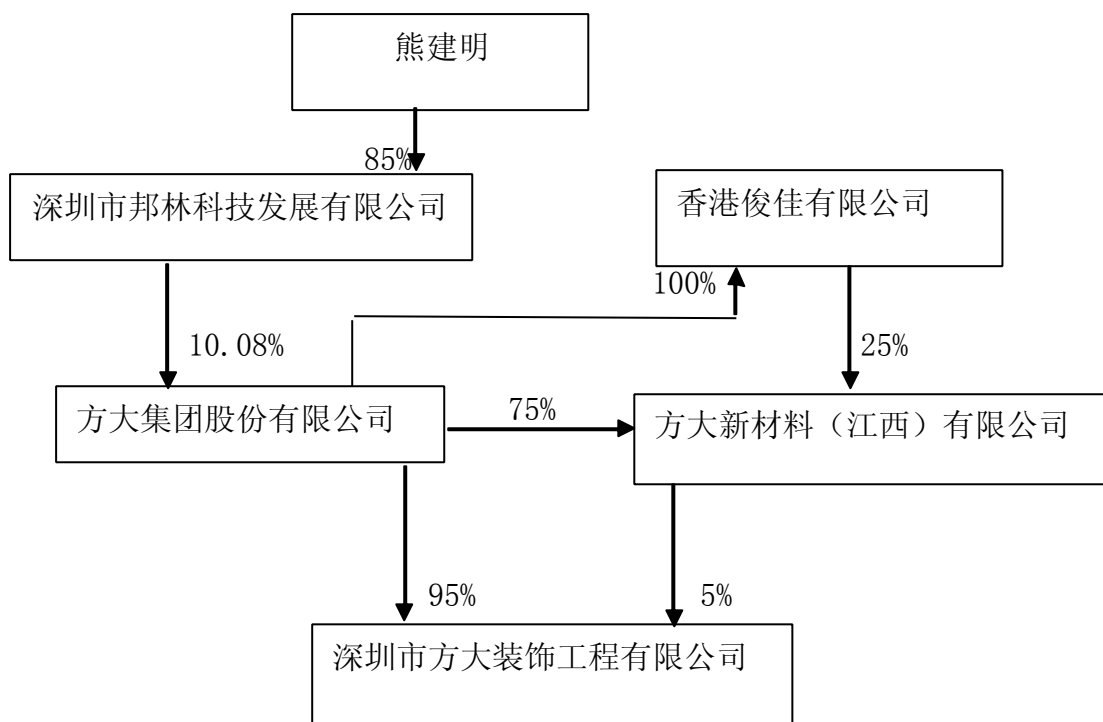 熊建明
85%
深圳市邦林科技发展有限公司
香港俊佳有限公司
100%
10.08%
25%
方大集团股份有限公司
75%
方大新材料（江西）有限公司
95%
5%
深圳市方大装饰工程有限公司